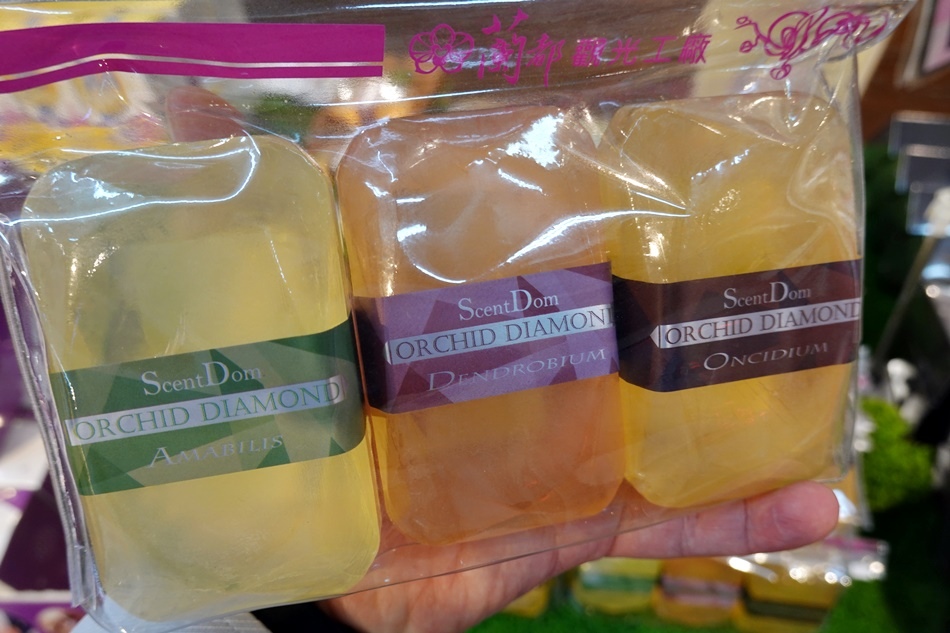 蘭都觀光工廠
ScentDom
ORCHID DIAMOND
AMABILIS
ScentDom
ORCHID DIAMOND
DENDROBIUM
ScentDom
ORCHID DIAMOND
ONCIDIUM